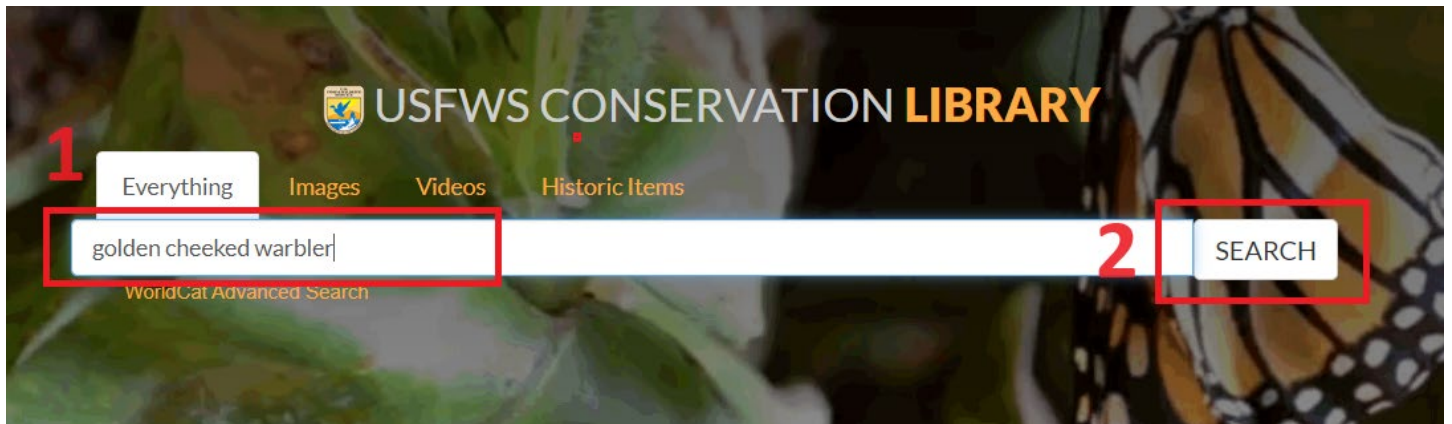 USFWS CONSERVATION LIBRARY
1
Everything Images Videos Historic Items
golden cheeked warbler
2
SEARCH
WorldCat Advanced Search